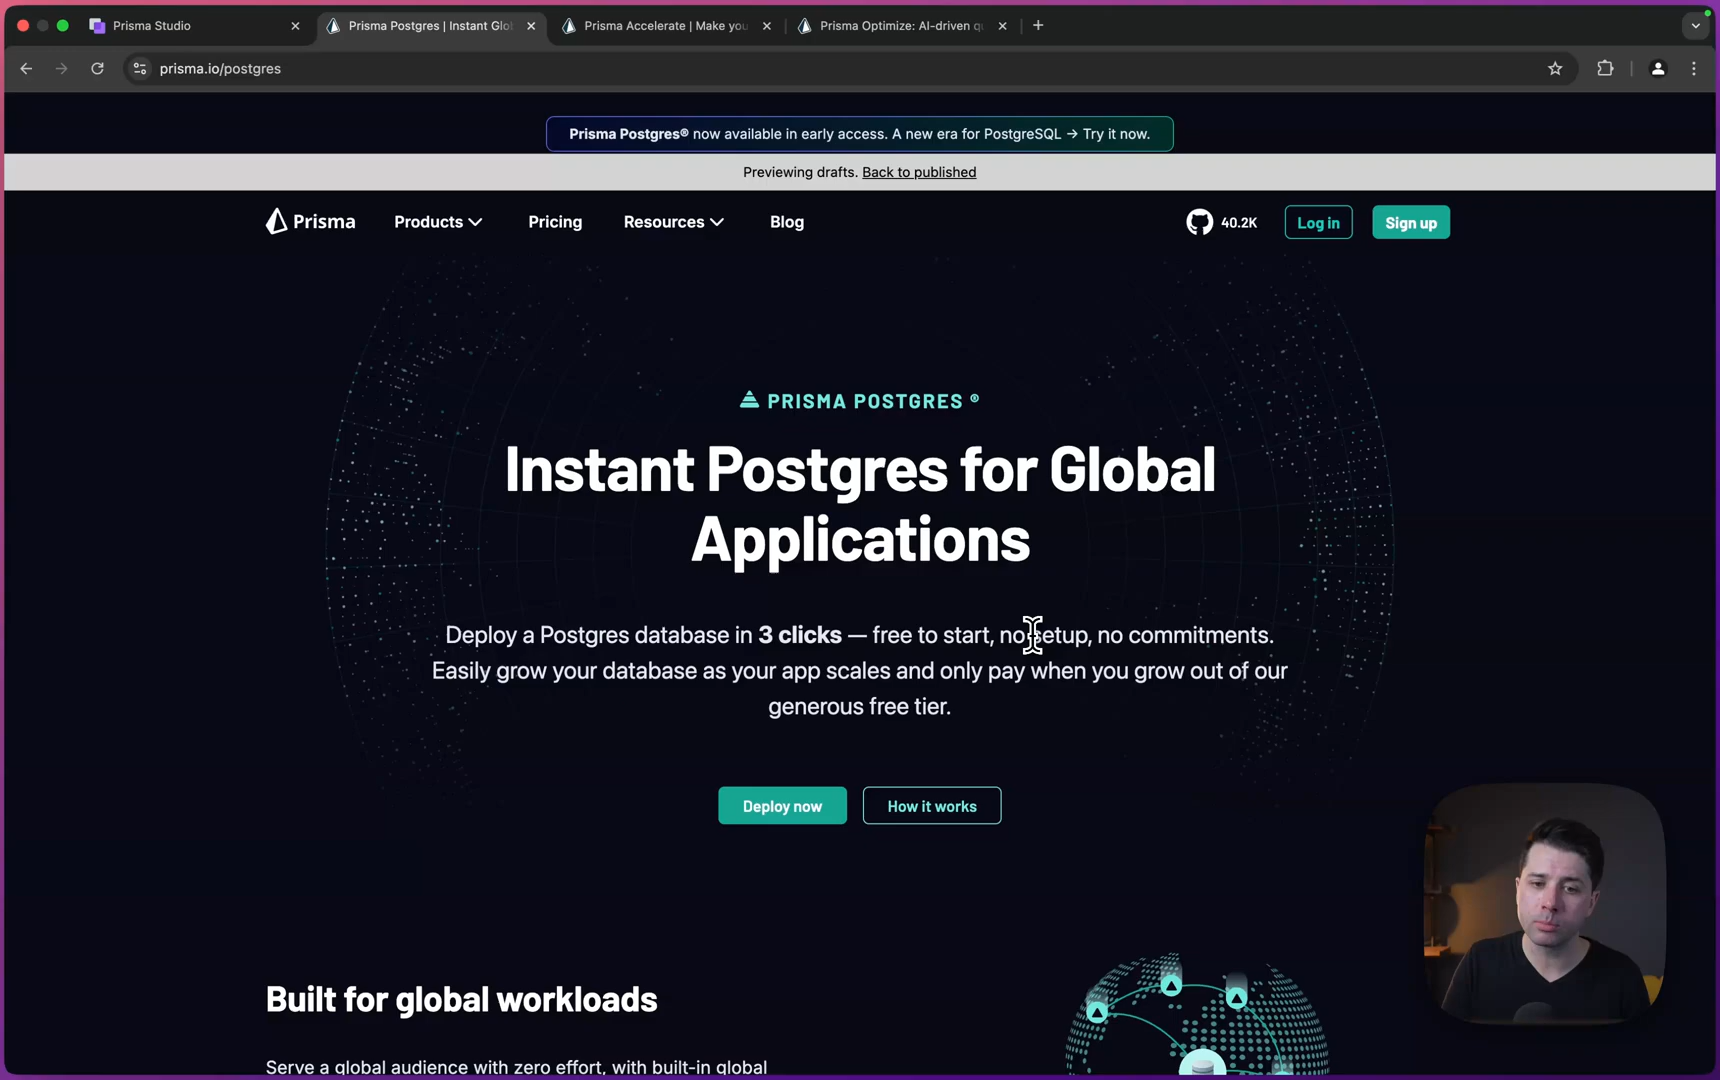 Prisma Studio
Prisma Postgres | Instant Glo
Prisma Accelerate | Make you
Prisma Optimize: AI-driven q
prisma.io/postgres
Prisma Postgres® now available in early access. A new era for PostgreSQL → Try it now.
Previewing drafts. Back to published
Prisma
Products
Pricing
Resources
Blog
40.2K
Log in
Sign up
PRISMA POSTGRES ®
Instant Postgres for Global
Applications
Deploy a Postgres database in 3 clicks — free to start, no setup, no commitments.
Easily grow your database as your app scales and only pay when you grow out of our
generous free tier.
Deploy now
How it works
Built for global workloads
Serve a global audience with zero effort, with built-in global